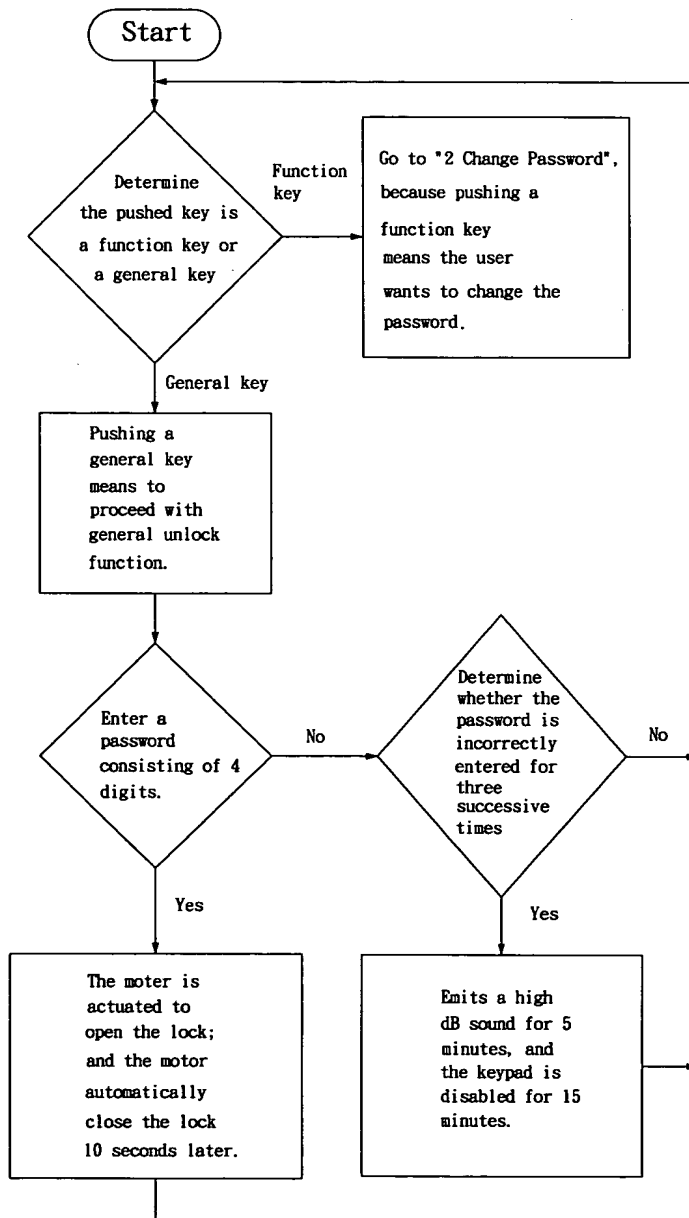 Start
Determine
the pushed key is
a function key or
a general key
Function
key
Go to "2 Change Password",
because pushing a
function key
means the user
wants to change the
password.
General key
Pushing a
general key
means to
proceed with
general unlock
function.
Enter a
password
consisting of 4
digits.
No
Determine
whether the
password is
incorrectly
entered for
three
successive
times
No
Yes
Yes
The moter is
actuated to
open the lock;
and the motor
automatically
close the lock
10 seconds later.
Emits a high
dB sound for 5
minutes, and
the keypad is
disabled for 15
minutes.